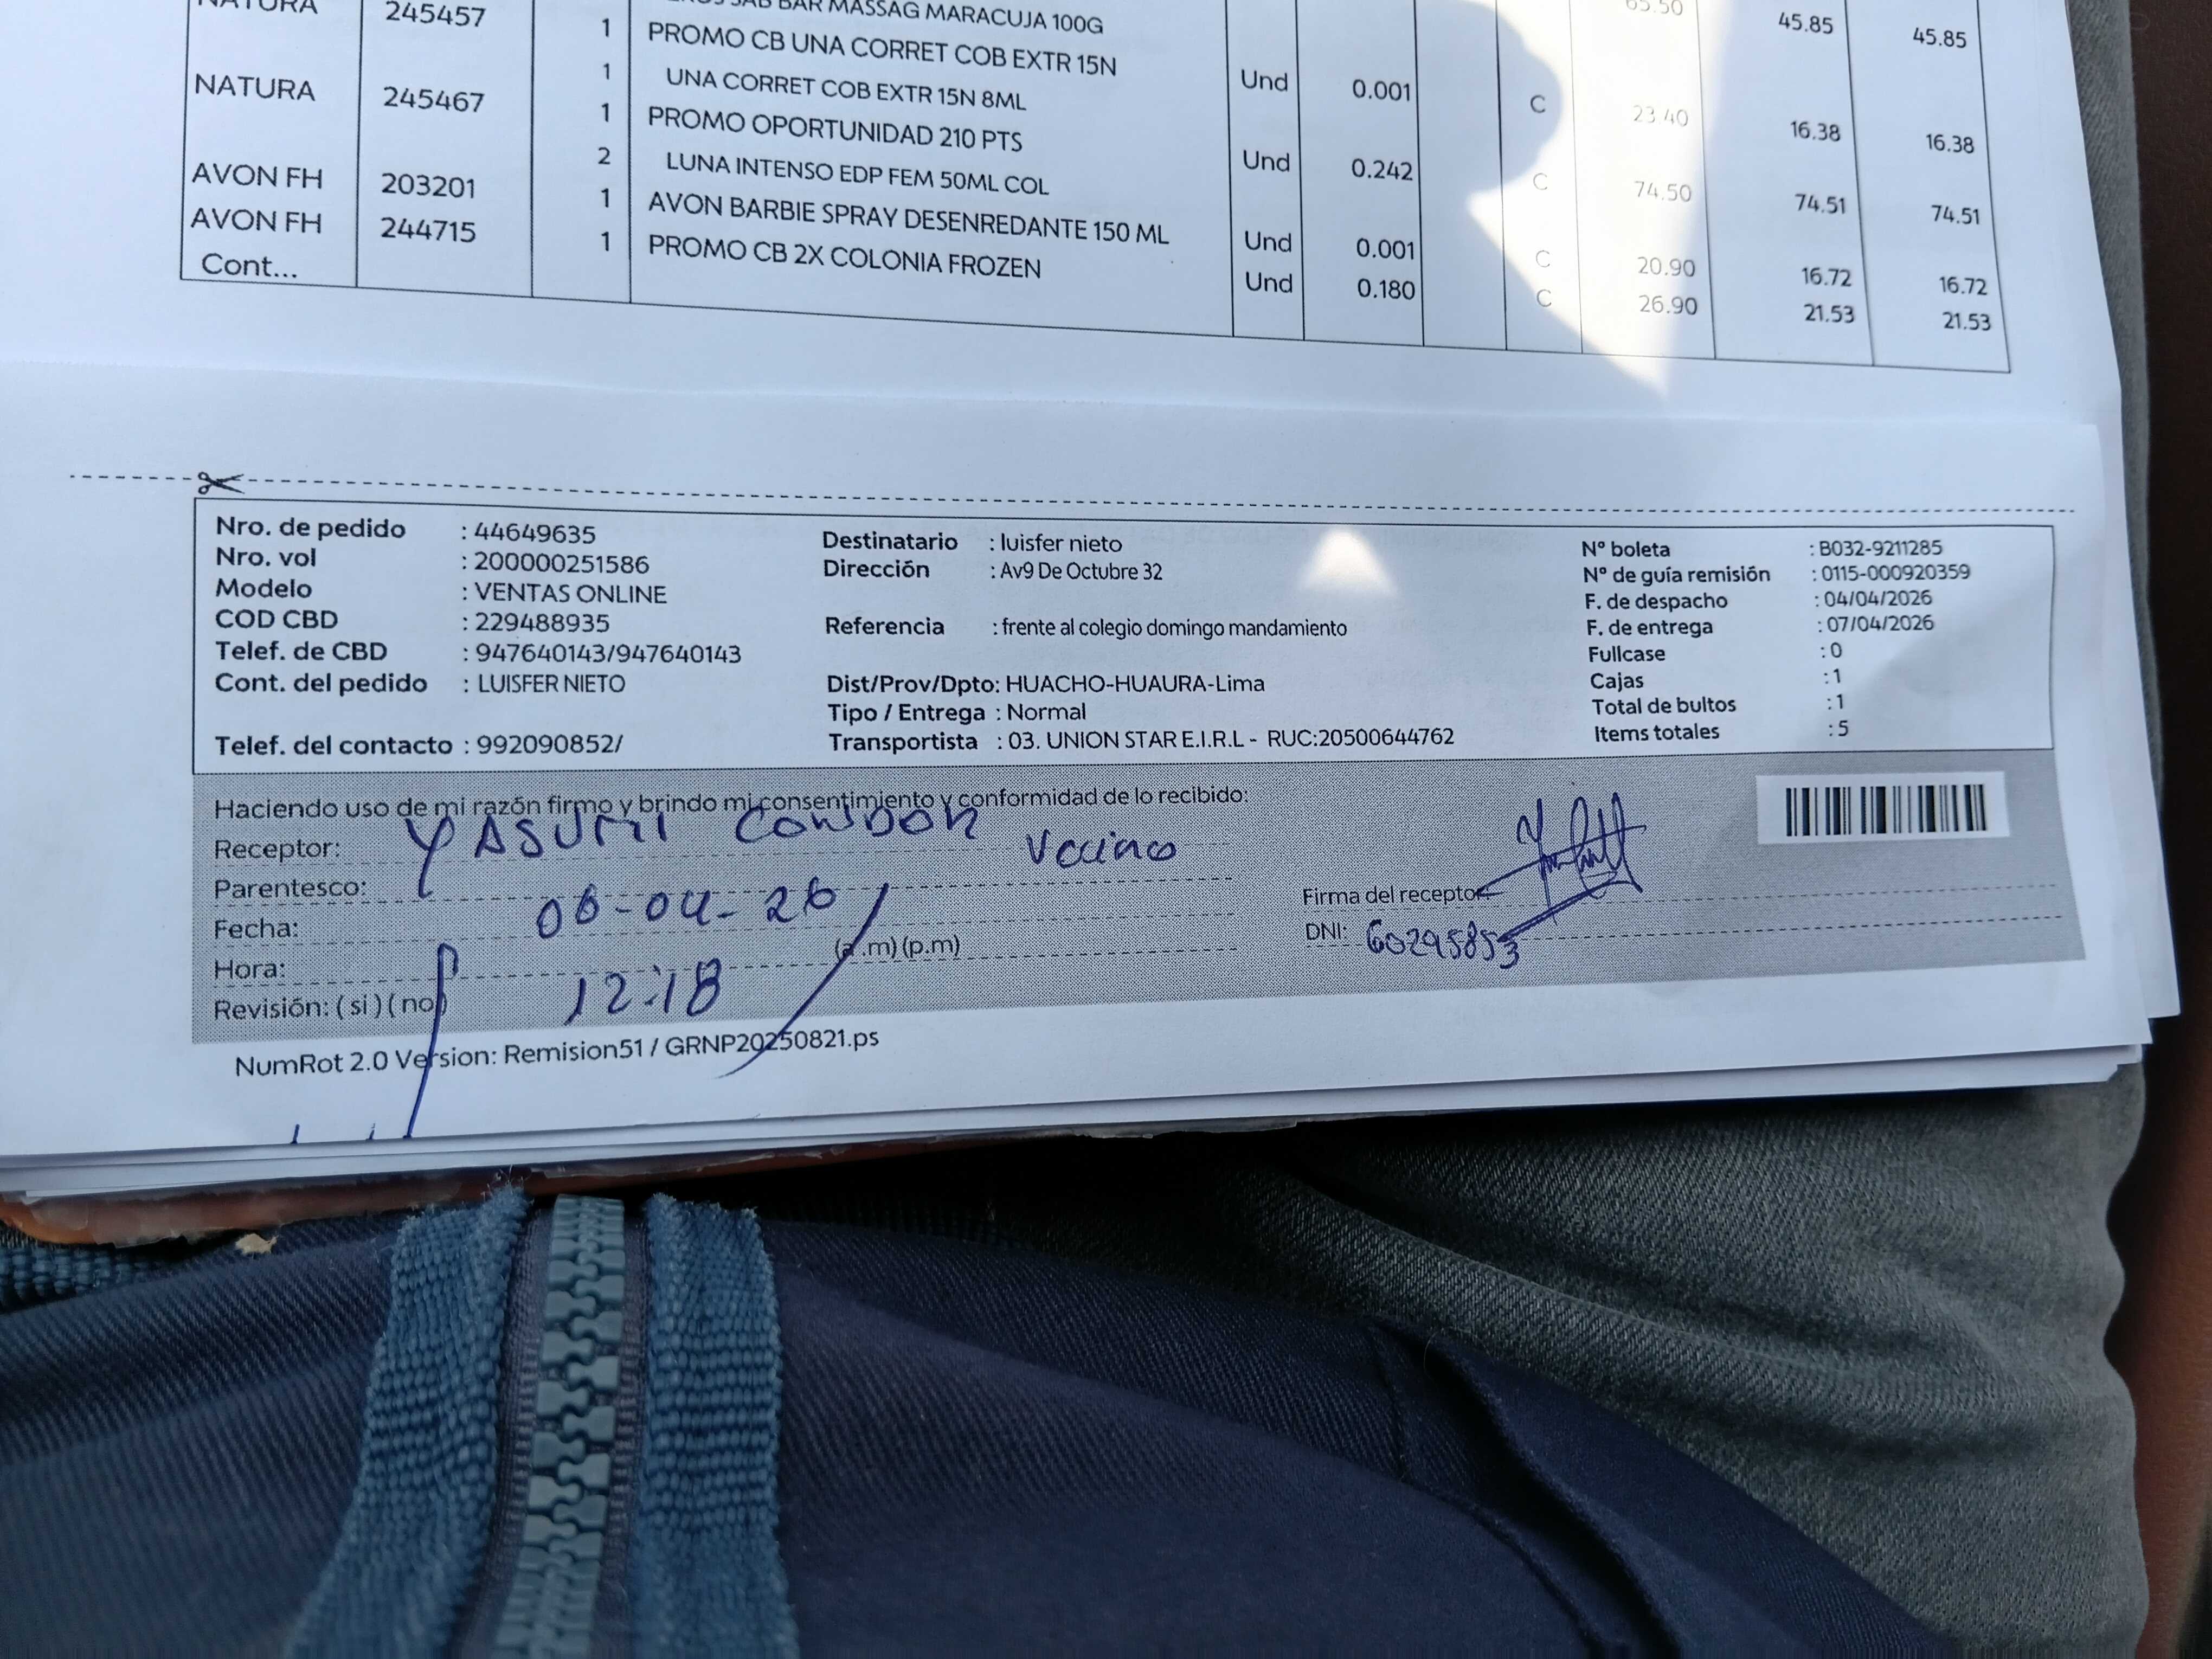 NATURA 245457 BAR MASSAG MARACUJA 100G 65.50 45.85 45.85
1 PROMO CB UNA CORRET COB EXTR 15N
1 UNA CORRET COB EXTR 15N 8ML Und 0.001 C 23.40 16.38 16.38
NATURA 245467 1 PROMO OPORTUNIDAD 210 PTS
2 LUNA INTENSO EDP FEM 50ML COL Und 0.242 C 74.50 74.51 74.51
AVON FH 203201 1 AVON BARBIE SPRAY DESENREDANTE 150 ML Und 0.001 C 20.90 16.72 16.72
AVON FH 244715 1 PROMO CB 2X COLONIA FROZEN Und 0.180 C 26.90 21.53 21.53
Cont...
Nro. de pedido : 44649635
Nro. vol : 200000251586
Modelo : VENTAS ONLINE
COD CBD : 229488935
Telef. de CBD : 947640143/947640143
Cont. del pedido : LUISFER NIETO
Telef. del contacto : 992090852/
Destinatario : luisfer nieto
Dirección : Av9 De Octubre 32
Referencia : frente al colegio domingo mandamiento
Dist/Prov/Dpto: HUACHO-HUAURA-Lima
Tipo / Entrega : Normal
Transportista : 03. UNION STAR E.I.R.L - RUC:20500644762
Nº boleta : B032-9211285
Nº de guía remisión : 0115-000920359
F. de despacho : 04/04/2026
F. de entrega : 07/04/2026
Fullcase : 0
Cajas : 1
Total de bultos : 1
Items totales : 5
Haciendo uso de mi razón firmo y brindo mi consentimiento y conformidad de lo recibido:
Receptor: YASUMI CONDOR
Parentesco: Vecino
Fecha: 06-04-26
Hora: 12:18 (a.m) (p.m)
Revisión: ( si ) ( no )
Firma del receptor
DNI: 60295853
NumRot 2.0 Version: Remision51 / GRNP20250821.ps